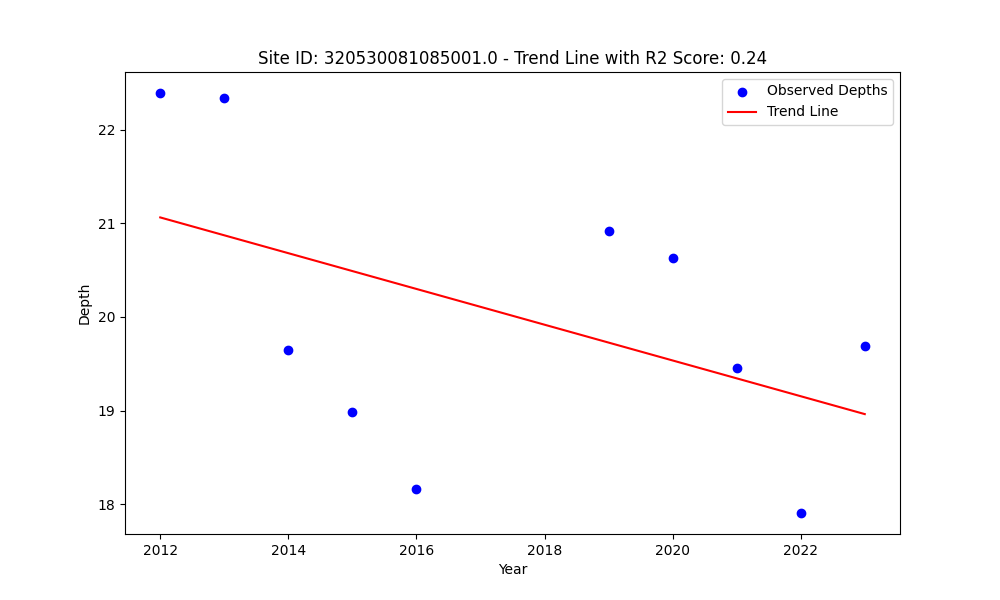 Site ID: 320530081085001.0 - Trend Line with R2 Score: 0.24
Observed Depths
Trend Line
22
21
20
19
18
Depth
2012 2014 2016 2018 2020 2022
Year